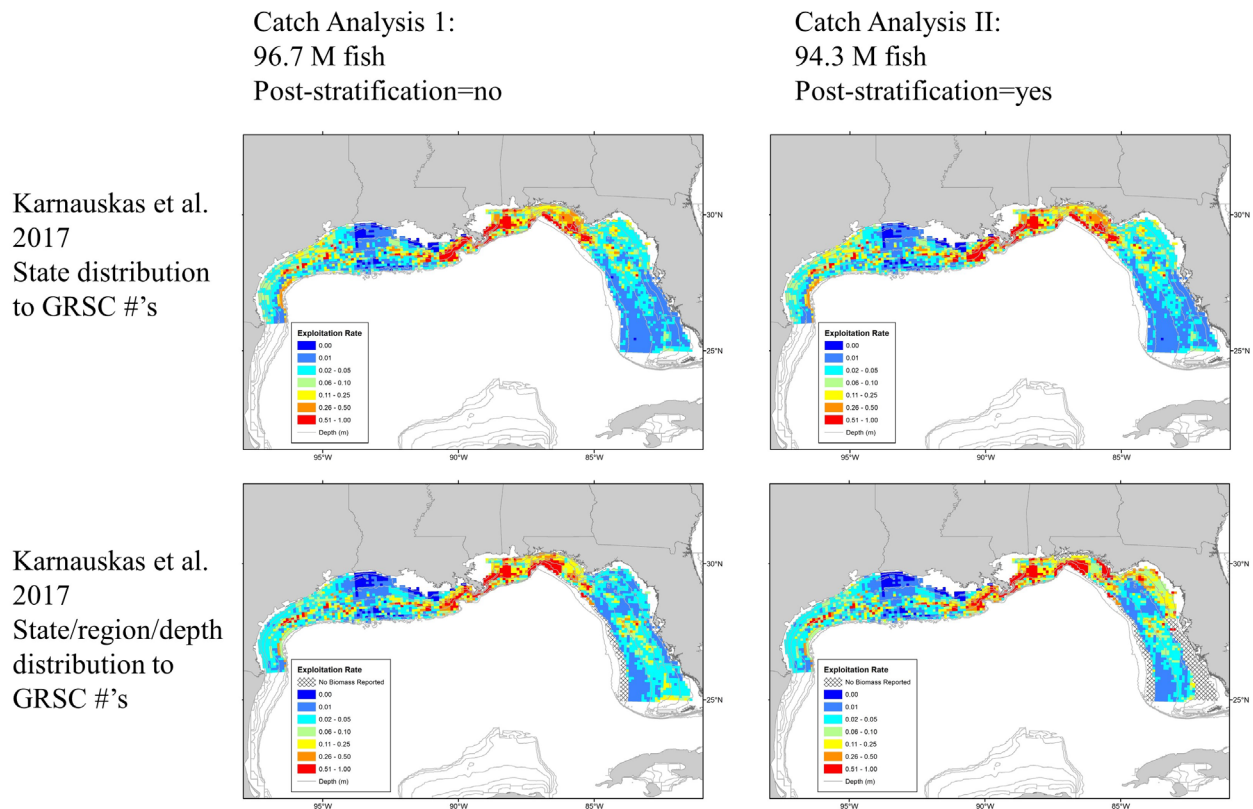 Catch Analysis 1:
96.7 M fish
Post-stratification=no
Catch Analysis II:
94.3 M fish
Post-stratification=yes
Karnauskas et al.
2017
State distribution
to GRSC #'s
30°N
25°N
95°W
90°W
85°W
Exploitation Rate
0.00
0.01
0.02 - 0.05
0.06 - 0.10
0.11 - 0.25
0.26 - 0.50
0.51 - 1.00
Depth (m)
30°N
25°N
95°W
90°W
85°W
Exploitation Rate
0.00
0.01
0.02 - 0.05
0.06 - 0.10
0.11 - 0.25
0.26 - 0.50
0.51 - 1.00
Depth (m)
Karnauskas et al.
2017
State/region/depth
distribution to
GRSC #'s
30°N
25°N
95°W
90°W
85°W
Exploitation Rate
No Biomass Reported
0.00
0.01
0.02 - 0.05
0.06 - 0.10
0.11 - 0.25
0.26 - 0.50
0.51 - 1.00
Depth (m)
30°N
25°N
95°W
90°W
85°W
Exploitation Rate
No Biomass Reported
0.00
0.01
0.02 - 0.05
0.06 - 0.10
0.11 - 0.25
0.26 - 0.50
0.51 - 1.00
Depth (m)